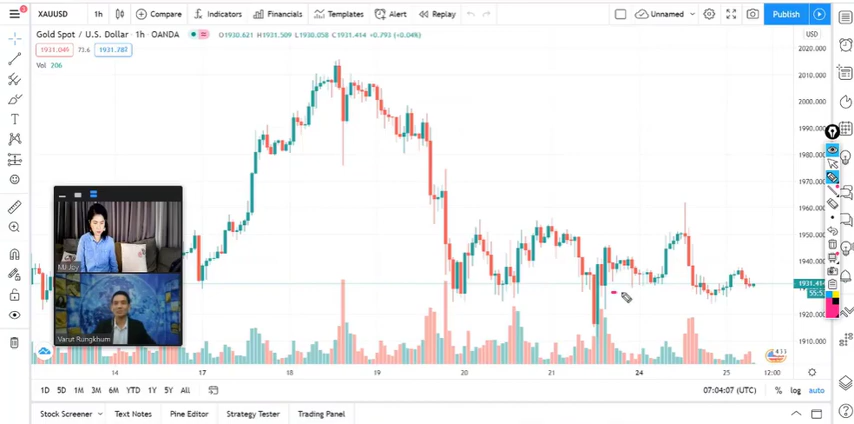 XAUUSD 1h Compare Indicators Financials Templates Alert Replay Unnamed Publish
Gold Spot / U.S. Dollar · 1h · OANDA O1930.621 H1931.509 L1930.058 C1931.414 +0.793 (+0.04%) USD
1931.049 73.6 1931.782
Vol 206
2020.000
2010.000
2000.000
1990.000
1980.000
1970.000
1960.000
1950.000
1940.000
1931.414
1920.000
1910.000
MJ Joy
Varut Rungkhum
14 17 18 19 20 21 24 25 12:00
1D 5D 1M 3M 6M YTD 1Y 5Y All 07:04:07 (UTC) % log auto
Stock Screener Text Notes Pine Editor Strategy Tester Trading Panel